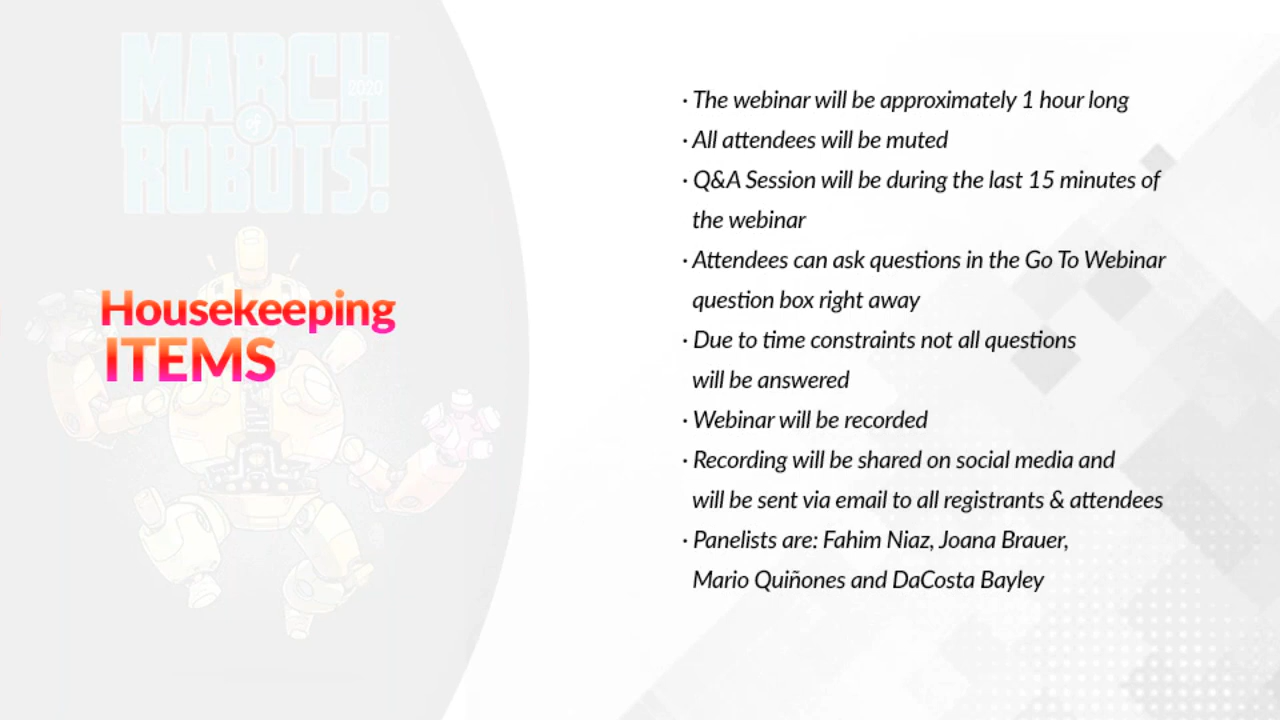 MARCH
2020
of
ROBOTS!
Housekeeping
ITEMS
· The webinar will be approximately 1 hour long
· All attendees will be muted
· Q&A Session will be during the last 15 minutes of
the webinar
· Attendees can ask questions in the Go To Webinar
question box right away
· Due to time constraints not all questions
will be answered
· Webinar will be recorded
· Recording will be shared on social media and
will be sent via email to all registrants & attendees
· Panelists are: Fahim Niaz, Joana Brauer,
Mario Quiñones and DaCosta Bayley